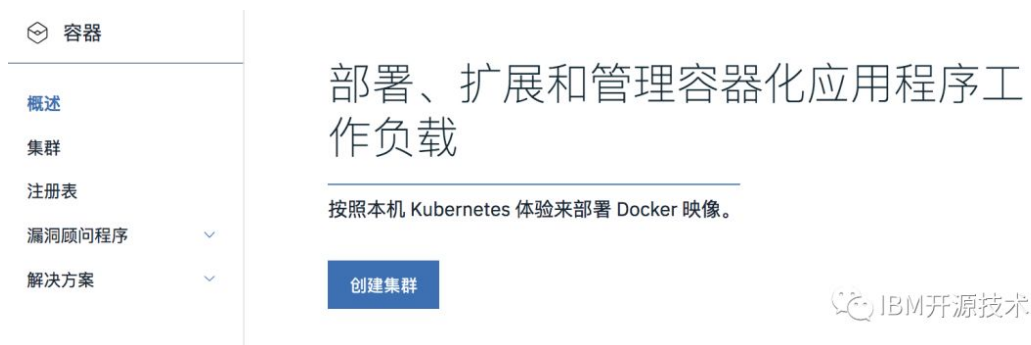 容器
概述
集群
注册表
漏洞顾问程序
解决方案
部署、扩展和管理容器化应用程序工
作负载
按照本机 Kubernetes 体验来部署 Docker 映像。
创建集群
IBM开源技术